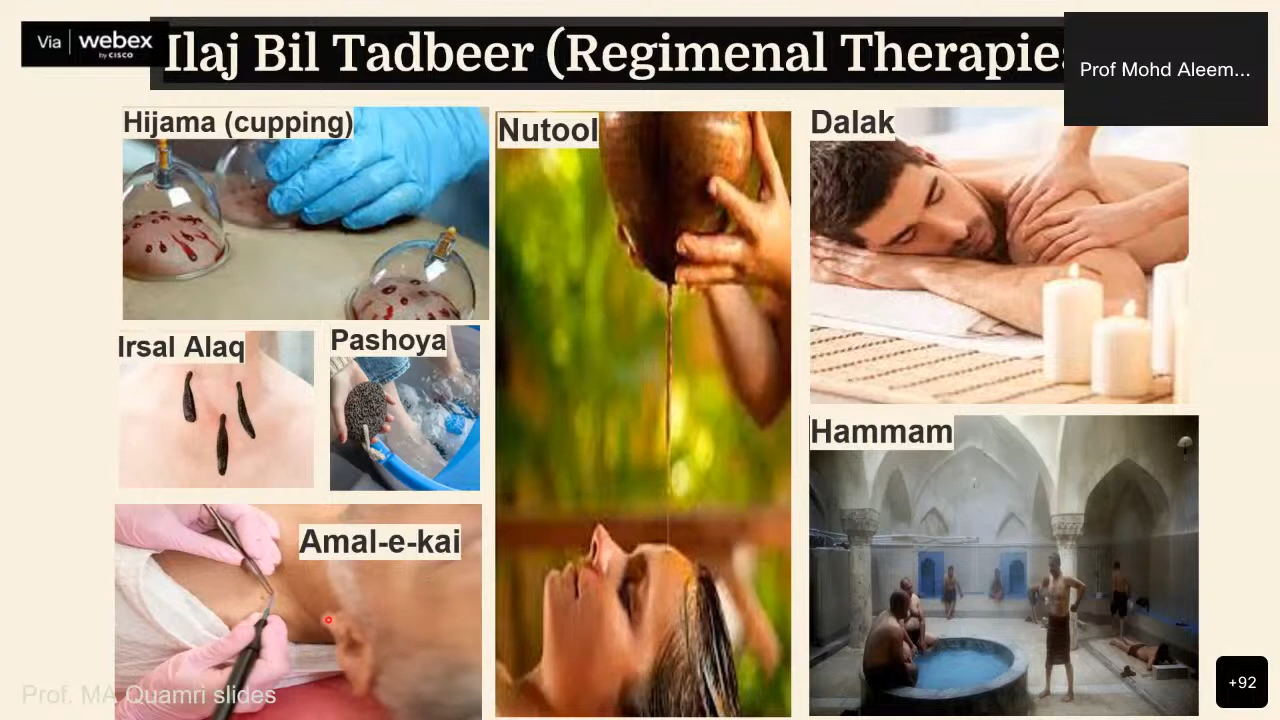 Via webex
by CISCO
Ilaj Bil Tadbeer (Regimenal Therapies
Prof Mohd Aleem...
Hijama (cupping)
Nutool
Dalak
Irsal Alaq
Pashoya
Hammam
Amal-e-kai
Prof. MA Quamri slides
+92